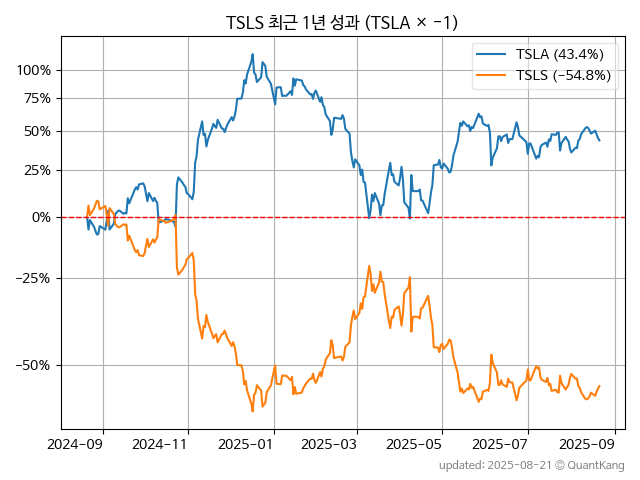 TSLS 최근 1년 성과 (TSLA × −1)
TSLA (43.4%)
TSLS (−54.8%)
100%
75%
50%
25%
0%
−25%
−50%
2024−09 2024−11 2025−01 2025−03 2025−05 2025−07 2025−09
updated: 2025-08-21 © QuantKang